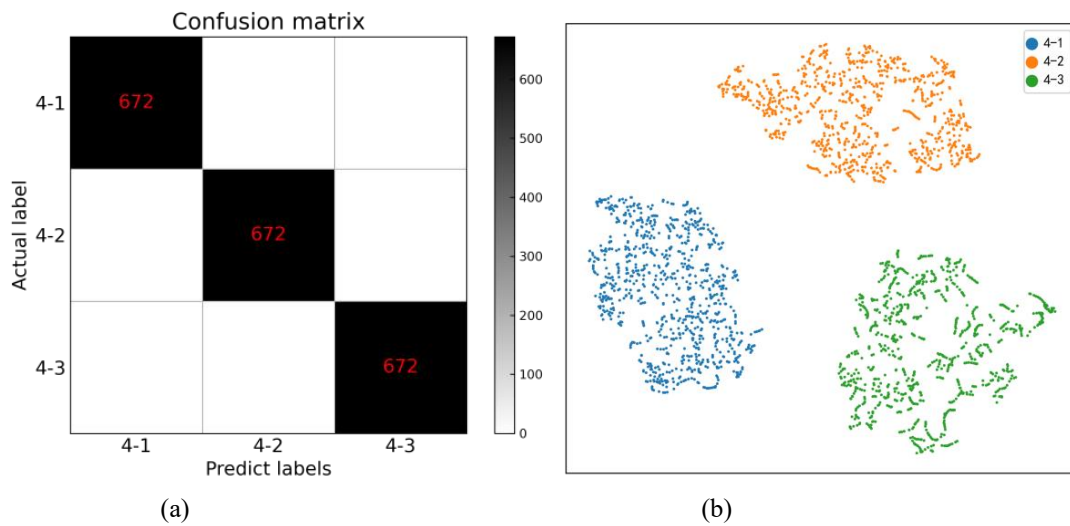 Confusion matrix
4-1
4-2
4-3
Actual label
672
672
672
4-1 4-2 4-3
Predict labels
600
500
400
300
200
100
0
(a)
4-1
4-2
4-3
(b)